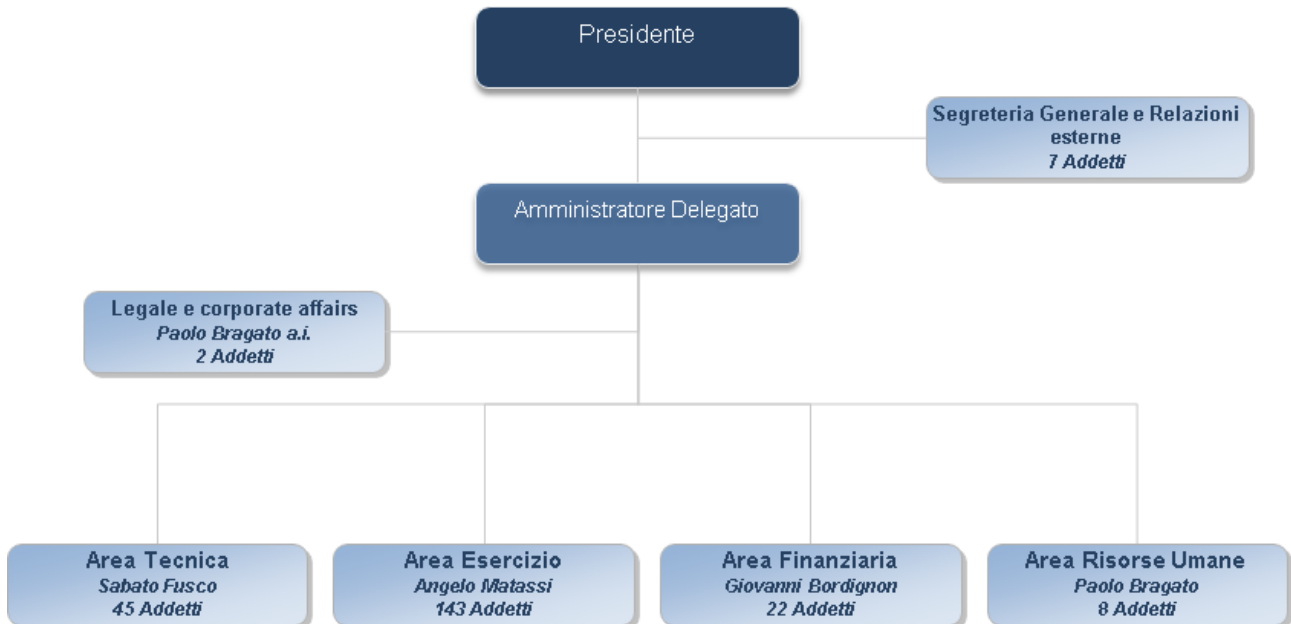 Presidente
Segreteria Generale e Relazioni
esterne
7 Addetti
Amministratore Delegato
Legale e corporate affairs
Paolo Bragato a.i.
2 Addetti
Area Tecnica
Sabato Fusco
45 Addetti
Area Esercizio
Angelo Matassi
143 Addetti
Area Finanziaria
Giovanni Bordignon
22 Addetti
Area Risorse Umane
Paolo Bragato
8 Addetti